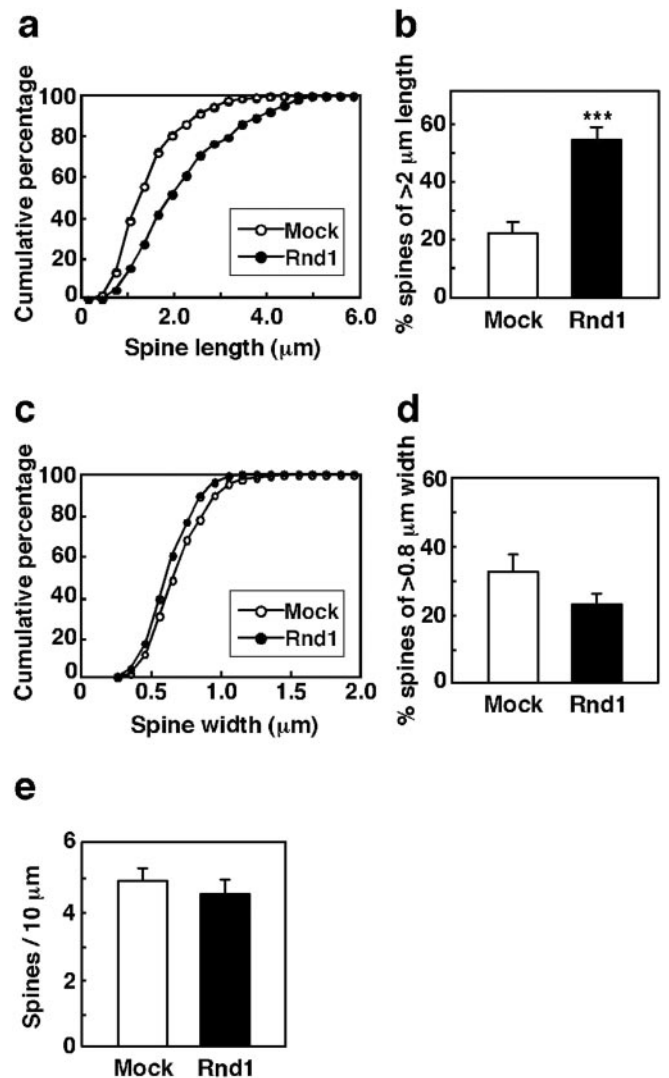 a
Cumulative percentage
100
80
60
40
20
0
Mock
Rnd1
0
2.0
4.0
6.0
Spine length (μm)
b
% spines of >2 μm length
60
40
20
0
***
Mock
Rnd1
c
Cumulative percentage
100
80
60
40
20
0
Mock
Rnd1
0
0.5
1.0
1.5
2.0
Spine width (μm)
d
% spines of >0.8 μm width
60
40
20
0
Mock
Rnd1
e
Spines / 10 μm
6
4
2
0
Mock
Rnd1